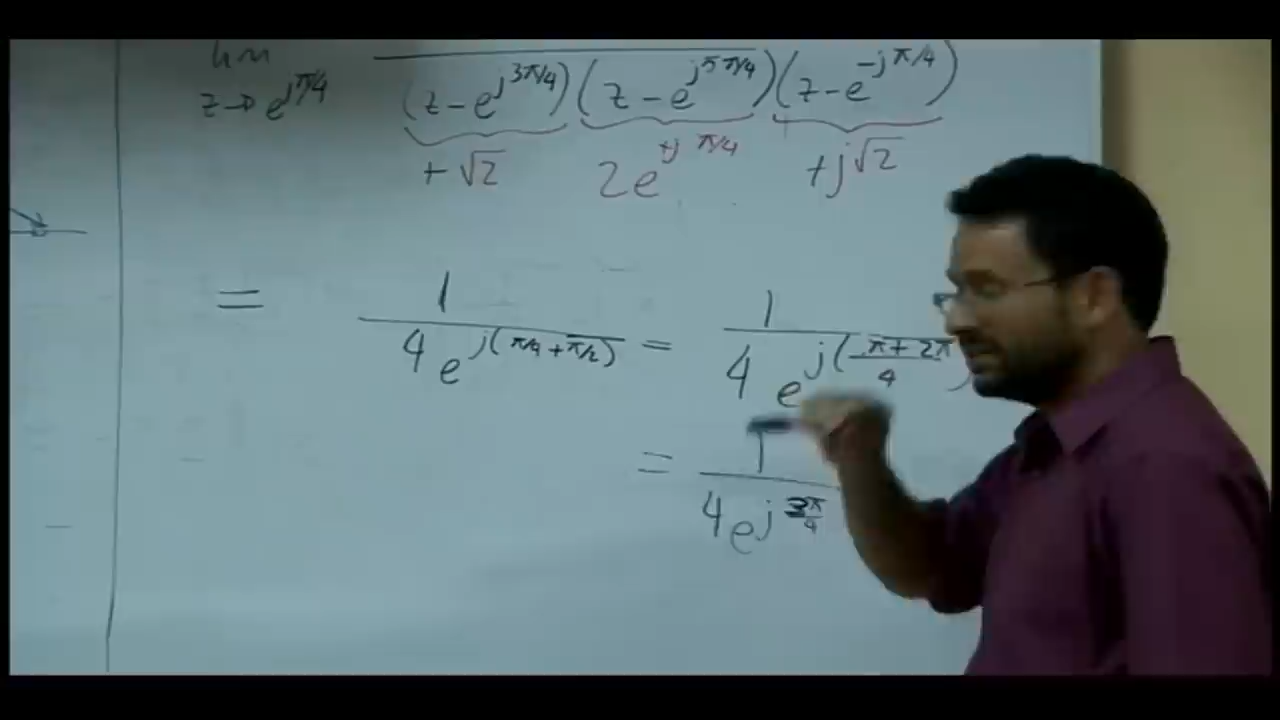 lim
z→e^{jπ/4} (z-e^{j3π/4})(z-e^{j5π/4})(z-e^{-jπ/4})
+√2 2e^{+jπ/4} +j√2
= 1/(4e^{j(π/4+π/2)}) = 1/(4e^{j(π+2π/4)})
= 1/(4e^{j3π/4})